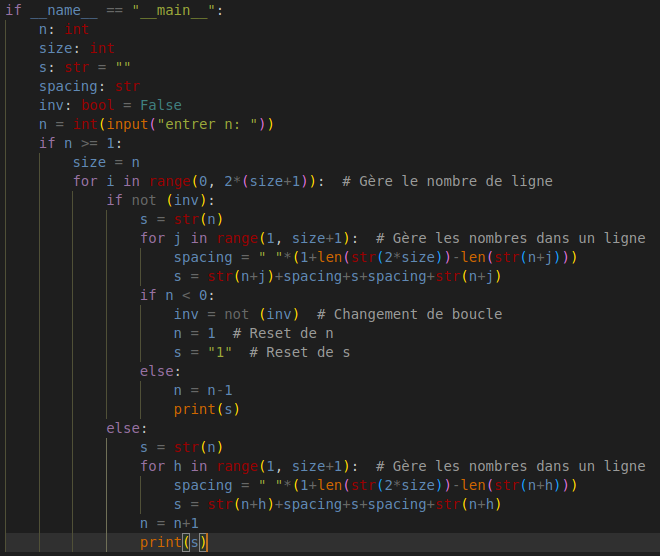 if __name__ == "__main__":
    n: int
    size: int
    s: str = ""
    spacing: str
    inv: bool = False
    n = int(input("entrer n: "))
    if n >= 1:
        size = n
        for i in range(0, 2*(size+1)):  # Gère le nombre de ligne
            if not (inv):
                s = str(n)
                for j in range(1, size+1):  # Gère les nombres dans un ligne
                    spacing = " "*(1+len(str(2*size))-len(str(n+j)))
                    s = str(n+j)+spacing+s+spacing+str(n+j)
                if n < 0:
                    inv = not (inv)  # Changement de boucle
                    n = 1  # Reset de n
                    s = "1"  # Reset de s
                else:
                    n = n-1
                    print(s)
            else:
                s = str(n)
                for h in range(1, size+1):  # Gère les nombres dans un ligne
                    spacing = " "*(1+len(str(2*size))-len(str(n+h)))
                    s = str(n+h)+spacing+s+spacing+str(n+h)
                n = n+1
                print(s)